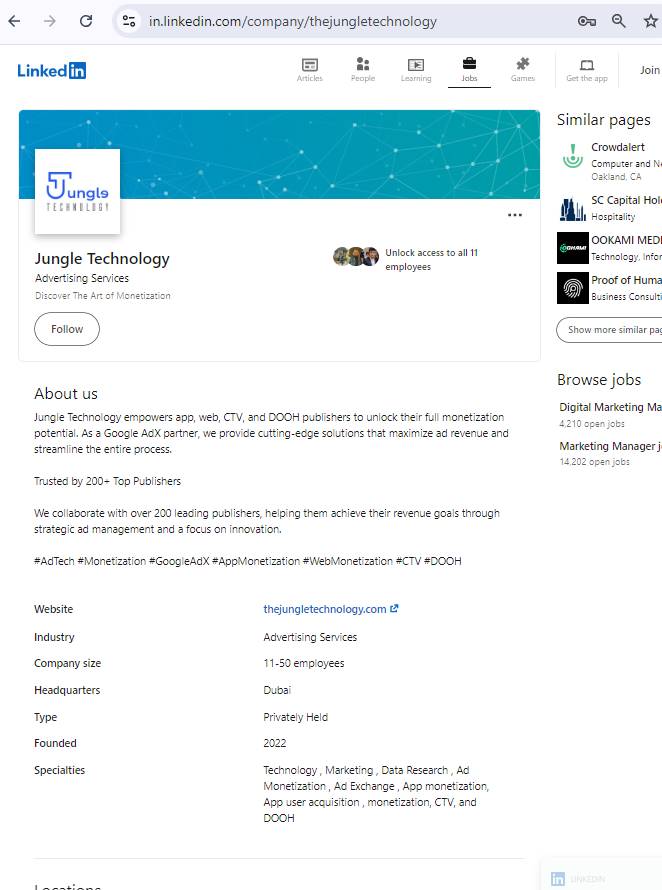 in.linkedin.com/company/thejungletechnology
Linked in
Articles
People
Learning
Jobs
Games
Get the app
Join
Jungle
TECHNOLOGY
Jungle Technology
Advertising Services
Discover The Art of Monetization
Unlock access to all 11
employees
Follow
About us
Jungle Technology empowers app, web, CTV, and DOOH publishers to unlock their full monetization
potential. As a Google AdX partner, we provide cutting-edge solutions that maximize ad revenue and
streamline the entire process.
Trusted by 200+ Top Publishers
We collaborate with over 200 leading publishers, helping them achieve their revenue goals through
strategic ad management and a focus on innovation.
#AdTech #Monetization #GoogleAdX #AppMonetization #WebMonetization #CTV #DOOH
Website
thejungletechnology.com
Industry
Advertising Services
Company size
11-50 employees
Headquarters
Dubai
Type
Privately Held
Founded
2022
Specialties
Technology , Marketing , Data Research , Ad
Monetization , Ad Exchange , App monetization,
App user acquisition , monetization, CTV, and
DOOH
Locations
Similar pages
Crowdalert
Computer and Ne
Oakland, CA
SC Capital Hol
Hospitality
OOKAMI
OOKAMI MEDI
Technology, Infor
Proof of Huma
Business Consulti
Show more similar pag
Browse jobs
Digital Marketing Ma
4,210 open jobs
Marketing Manager j
14,202 open jobs
in LINKEDIN